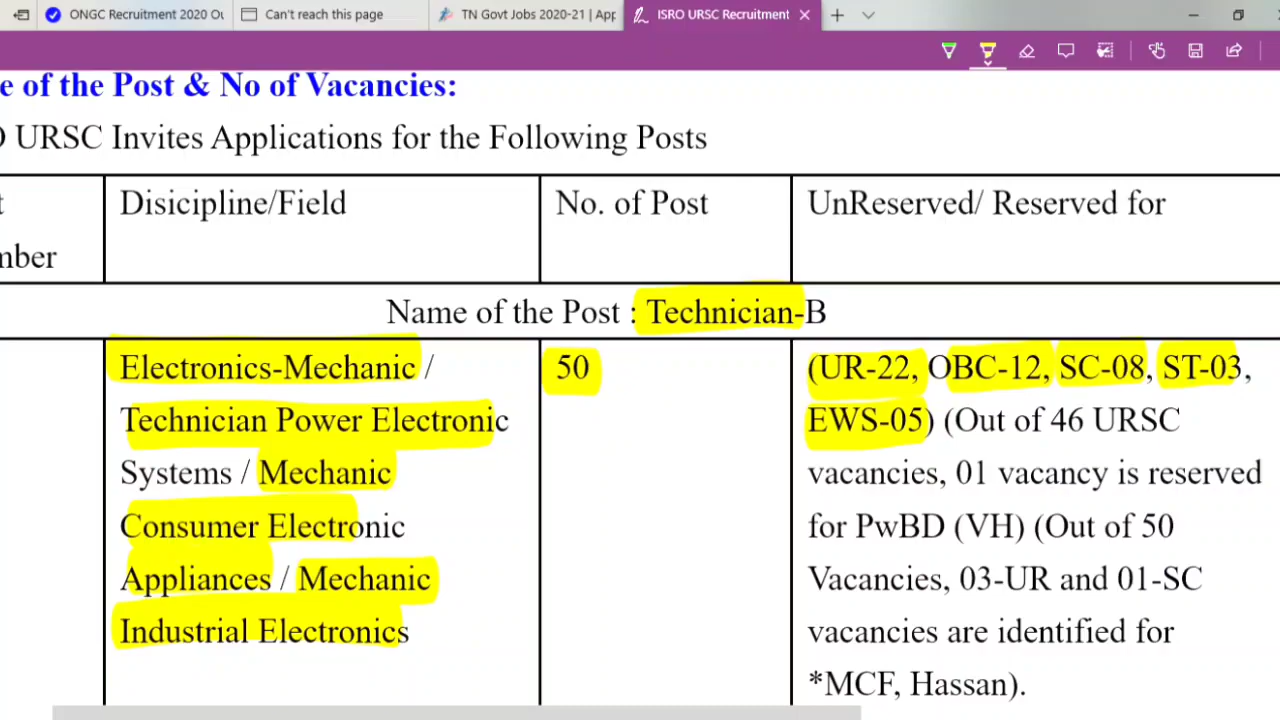 ONGC Recruitment 2020 Ou
Can't reach this page
TN Govt Jobs 2020-21 | App
ISRO URSC Recruitment
e of the Post & No of Vacancies:
O URSC Invites Applications for the Following Posts
t
mber
Disicipline/Field
No. of Post
UnReserved/ Reserved for
Name of the Post : Technician-B
Electronics-Mechanic /
Technician Power Electronic
Systems / Mechanic
Consumer Electronic
Appliances / Mechanic
Industrial Electronics
50
(UR-22, OBC-12, SC-08, ST-03,
EWS-05) (Out of 46 URSC
vacancies, 01 vacancy is reserved
for PwBD (VH) (Out of 50
Vacancies, 03-UR and 01-SC
vacancies are identified for
*MCF, Hassan).